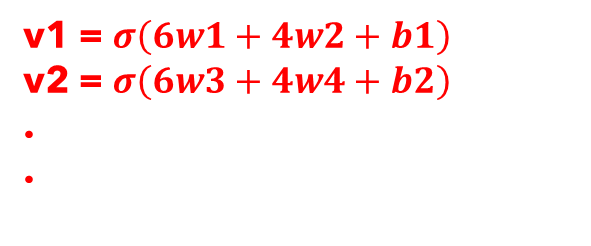 v1 = σ(6w1 + 4w2 + b1)
v2 = σ(6w3 + 4w4 + b2)
.
.